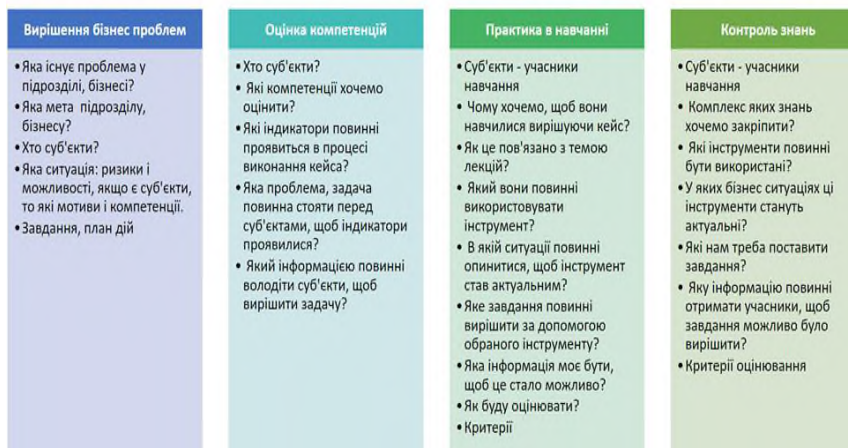 Вирішення бізнес проблем
• Яка існує проблема у
підрозділі, бізнесі?
• Яка мета підрозділу,
бізнесу?
• Хто суб'єкти?
• Яка ситуація: ризики і
можливості, якщо є суб'єкти,
то які мотиви і компетенції.
• Завдання, план дій
Оцінка компетенцій
• Хто суб'єкти?
• Які компетенції хочемо
оцінити?
• Які індикатори повинні
проявиться в процесі
виконання кейса?
• Яка проблема, задача
повинна стояти перед
суб'єктами, щоб індикатори
проявилися?
• Який інформацією повинні
володіти суб'єкти, щоб
вирішити задачу?
Практика в навчанні
• Суб'єкти - учасники
навчання
• Чому хочемо, щоб вони
навчилися вирішуючи кейс?
• Як це пов'язано з темою
лекцій?
• Який вони повинні
використовувати
інструмент?
• В якій ситуації повинні
опинитися, щоб інструмент
став актуальним?
• Яке завдання повинні
вирішити за допомогою
обраного інструменту?
• Яка інформація моє бути,
щоб це стало можливо?
• Як буду оцінювати?
• Критерії
Контроль знань
• Суб'єкти - учасники
навчання
• Комплекс яких знань
хочемо закріпити?
• Які інструменти повинні
бути використані?
• У яких бізнес ситуаціях ці
інструменти стануть
актуальні?
• Які нам треба поставити
завдання?
• Яку інформацію повинні
отримати учасники, щоб
завдання можливо було
вирішити?
• Критерії оцінювання